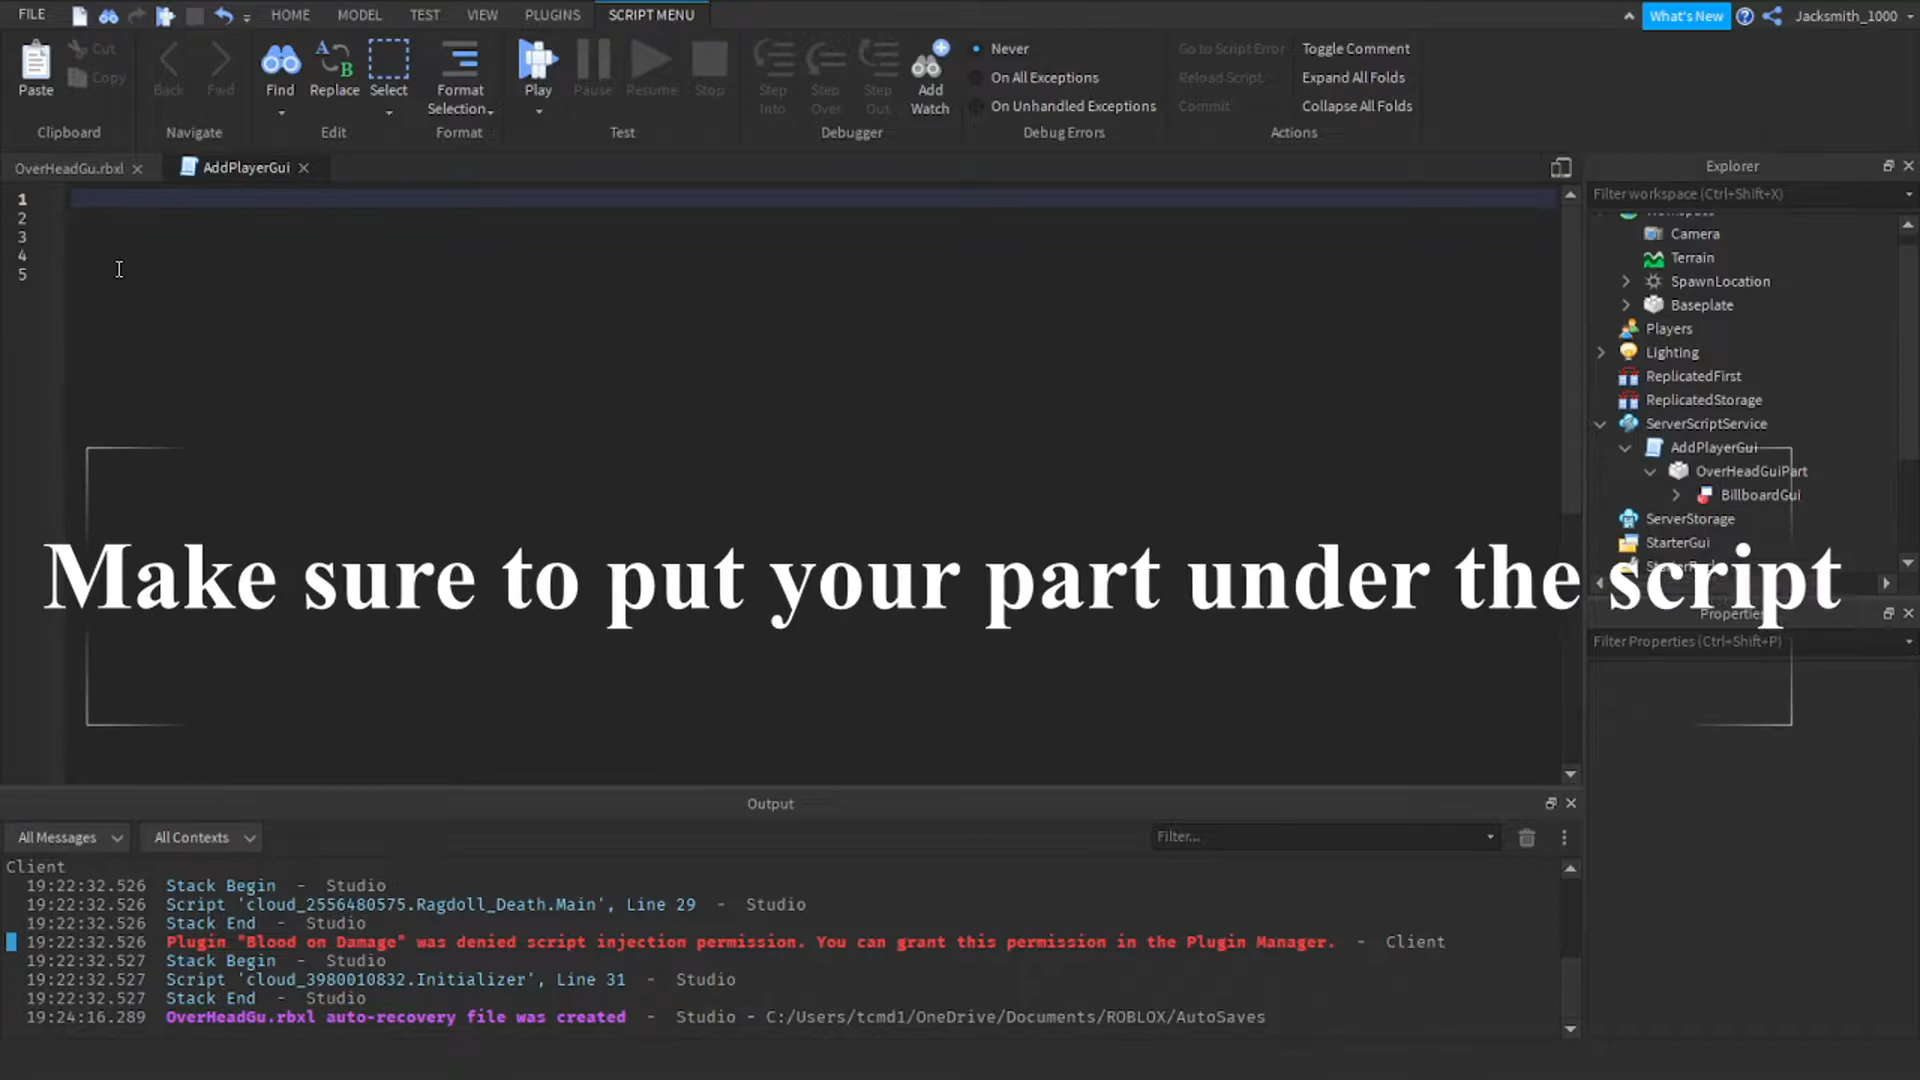 FILE
HOME
MODEL
TEST
VIEW
PLUGINS
SCRIPT MENU
What's New
Jacksmith_1000
Paste
Cut
Copy
Clipboard
Back
Fwd
Navigate
Find
Replace
Select
Edit
Format
Selection
Format
Play
Pause
Resume
Stop
Test
Step
Into
Step
Over
Step
Out
Add
Watch
Debugger
Never
On All Exceptions
On Unhandled Exceptions
Debug Errors
Go to Script Error
Reload Script
Commit
Toggle Comment
Expand All Folds
Collapse All Folds
Actions
OverHeadGu.rbxl
AddPlayerGui
1
2
3
4
5
Explorer
Filter workspace (Ctrl+Shift+X)
Workspace
Camera
Terrain
SpawnLocation
Baseplate
Players
Lighting
ReplicatedFirst
ReplicatedStorage
ServerScriptService
AddPlayerGui
OverHeadGuiPart
BillboardGui
ServerStorage
StarterGui
Make sure to put your part under the script
Properties
Filter Properties (Ctrl+Shift+P)
Output
All Messages
All Contexts
Filter...
Client
19:22:32.526 Stack Begin - Studio
19:22:32.526 Script 'cloud_2556480575.Ragdoll_Death.Main', Line 29 - Studio
19:22:32.526 Stack End - Studio
19:22:32.526 Plugin "Blood on Damage" was denied script injection permission. You can grant this permission in the Plugin Manager. - Client
19:22:32.527 Stack Begin - Studio
19:22:32.527 Script 'cloud_3980010832.Initializer', Line 31 - Studio
19:22:32.527 Stack End - Studio
19:24:16.289 OverHeadGu.rbxl auto-recovery file was created - Studio - C:/Users/tcmd1/OneDrive/Documents/ROBLOX/AutoSaves